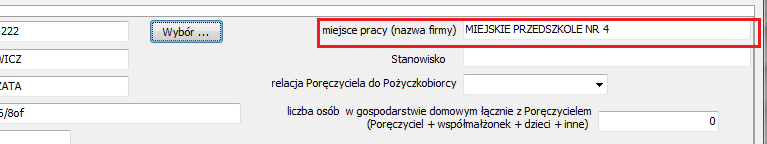 222 Wybór ... miejsce pracy (nazwa firmy) MIEJSKIE PRZEDSZKOLE NR 4
WICZ Stanowisko
ZATA relacja Poręczyciela do Pożyczkobiorcy
5/8of liczba osób w gospodarstwie domowym łącznie z Poręczycielem
(Poręczyciel + współmałżonek + dzieci + inne) 0